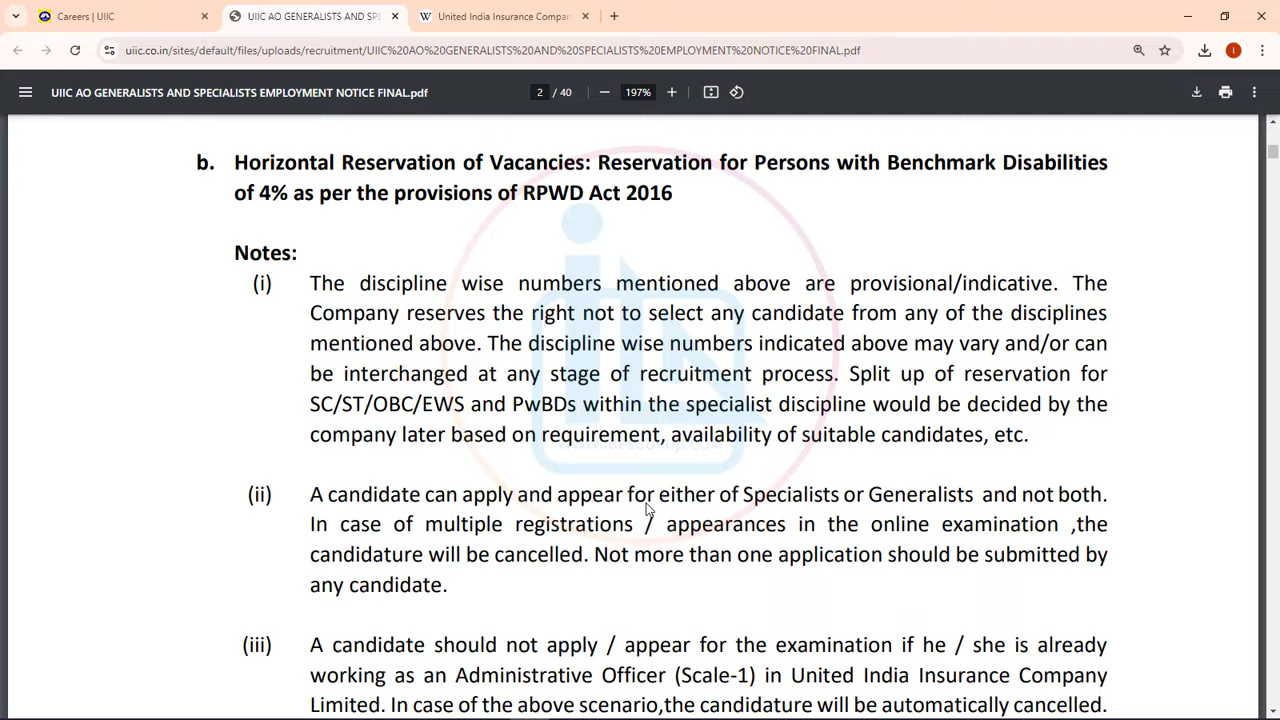 Careers | UIIC
UIIC AO GENERALISTS AND SPE
United India Insurance Compan
uiic.co.in/sites/default/files/uploads/recruitment/UIIC%20AO%20GENERALISTS%20AND%20SPECIALISTS%20EMPLOYMENT%20NOTICE%20FINAL.pdf
UIIC AO GENERALISTS AND SPECIALISTS EMPLOYMENT NOTICE FINAL.pdf
2 / 40
197%
b. Horizontal Reservation of Vacancies: Reservation for Persons with Benchmark Disabilities
of 4% as per the provisions of RPWD Act 2016
Notes:
(i) The discipline wise numbers mentioned above are provisional/indicative. The
Company reserves the right not to select any candidate from any of the disciplines
mentioned above. The discipline wise numbers indicated above may vary and/or can
be interchanged at any stage of recruitment process. Split up of reservation for
SC/ST/OBC/EWS and PwBDs within the specialist discipline would be decided by the
company later based on requirement, availability of suitable candidates, etc.
(ii) A candidate can apply and appear for either of Specialists or Generalists and not both.
In case of multiple registrations / appearances in the online examination ,the
candidature will be cancelled. Not more than one application should be submitted by
any candidate.
(iii) A candidate should not apply / appear for the examination if he / she is already
working as an Administrative Officer (Scale-1) in United India Insurance Company
Limited. In case of the above scenario,the candidature will be automatically cancelled.